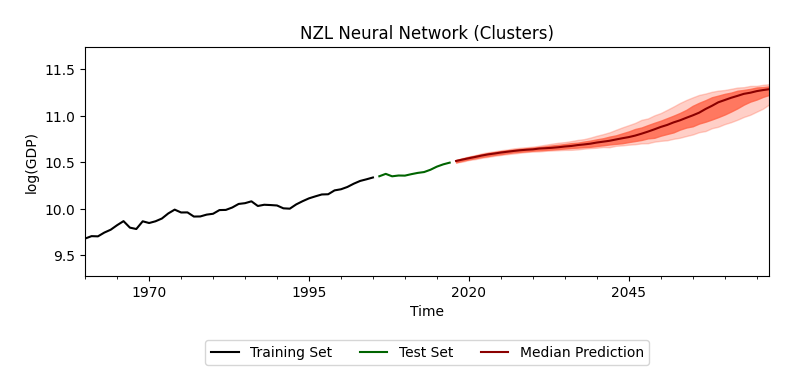 NZL Neural Network (Clusters)
11.5
11.0
10.5
10.0
9.5
log(GDP)
1970 1995 2020 2045
Time
Training Set Test Set Median Prediction